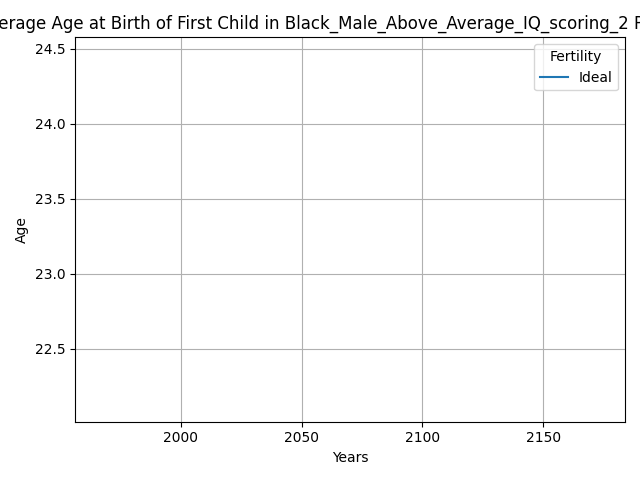 erage Age at Birth of First Child in Black_Male_Above_Average_IQ_scoring_2
24.5
Fertility
Ideal
24.0
23.5
Age
23.0
22.5
2000 2050 2100 2150
Years